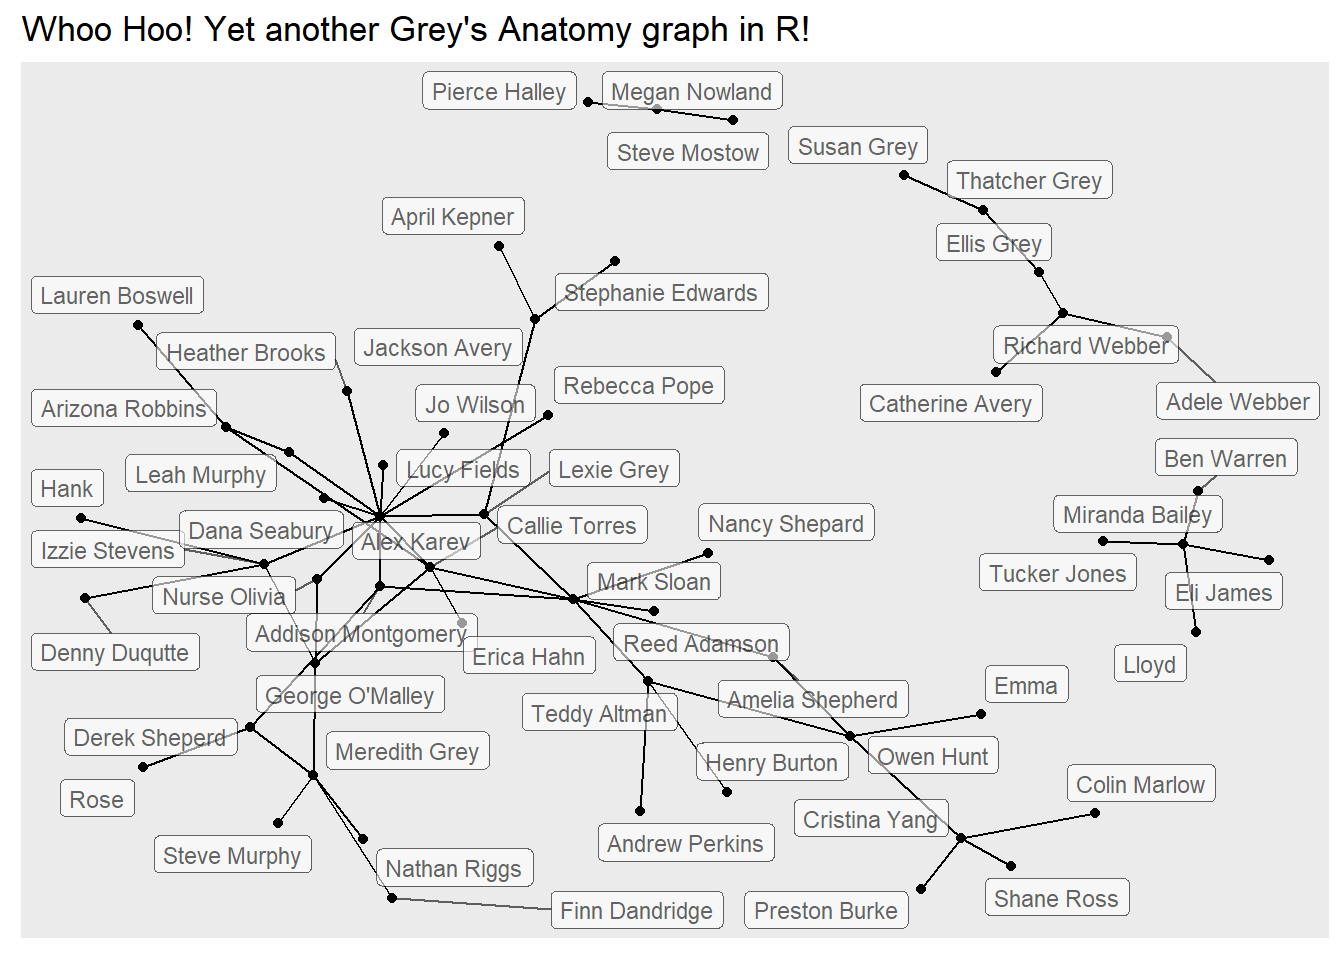 Whoo Hoo! Yet another Grey's Anatomy graph in R!
Pierce Halley
Megan Nowland
Steve Mostow
Susan Grey
Thatcher Grey
April Kepner
Ellis Grey
Lauren Boswell
Stephanie Edwards
Heather Brooks
Jackson Avery
Richard Webber
Rebecca Pope
Arizona Robbins
Jo Wilson
Catherine Avery
Adele Webber
Leah Murphy
Lucy Fields
Lexie Grey
Ben Warren
Hank
Dana Seabury
Callie Torres
Nancy Shepard
Miranda Bailey
Izzie Stevens
Alex Karev
Tucker Jones
Nurse Olivia
Mark Sloan
Eli James
Denny Duqutte
Addison Montgomery
Erica Hahn
Reed Adamson
Lloyd
George O'Malley
Teddy Altman
Amelia Shepherd
Emma
Derek Sheperd
Meredith Grey
Henry Burton
Owen Hunt
Rose
Colin Marlow
Cristina Yang
Steve Murphy
Nathan Riggs
Andrew Perkins
Finn Dandridge
Preston Burke
Shane Ross